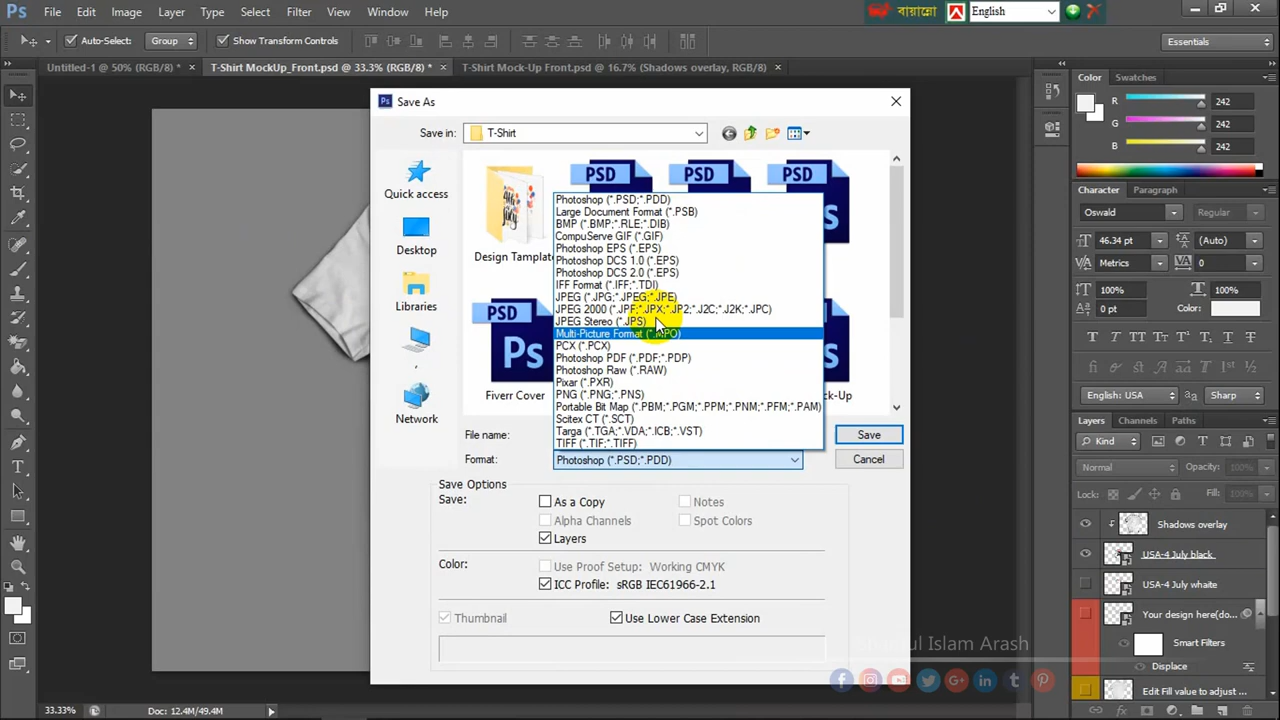 Ps File Edit Image Layer Type Select Filter 3D View Window Help
বায়ান্নো English
Auto-Select: Group Show Transform Controls Essentials
Untitled-1 @ 50% (RGB/8) * × T-Shirt MockUp_Front.psd @ 33.3% (RGB/8) * × T-Shirt Mock-Up Front.psd @ 16.7% (Shadows overlay, RGB/8) ×
Save As
Save in: T-Shirt
Quick access
Desktop
Libraries
Network
PSD PSD PSD
Design Templat
PSD
Ps
Fiverr Cover
k-Up
Photoshop (*.PSD;*.PDD)
Large Document Format (*.PSB)
BMP (*.BMP;*.RLE;*.DIB)
CompuServe GIF (*.GIF)
Photoshop EPS (*.EPS)
Photoshop DCS 1.0 (*.EPS)
Photoshop DCS 2.0 (*.EPS)
IFF Format (*.IFF;*.TDI)
JPEG (*.JPG;*.JPEG;*.JPE)
JPEG 2000 (*.JPF;*.JPX;*.JP2;*.J2C;*.J2K;*.JPC)
JPEG Stereo (*.JPS)
Multi-Picture Format (*.MPO)
PCX (*.PCX)
Photoshop PDF (*.PDF;*.PDP)
Photoshop Raw (*.RAW)
Pixar (*.PXR)
PNG (*.PNG;*.PNS)
Portable Bit Map (*.PBM;*.PGM;*.PPM;*.PNM;*.PFM;*.PAM)
Scitex CT (*.SCT)
Targa (*.TGA;*.VDA;*.ICB;*.VST)
TIFF (*.TIF;*.TIFF)
File name: Save
Format: Photoshop (*.PSD;*.PDD) Cancel
Save Options
Save: As a Copy Notes
Alpha Channels Spot Colors
Layers
Color: Use Proof Setup: Working CMYK
ICC Profile: sRGB IEC61966-2.1
Thumbnail Use Lower Case Extension
Color Swatches
R 242
G 242
B 242
Character Paragraph
Oswald Regular
46.34 pt (Auto)
Metrics 0
100% 100%
0 pt Color:
English: USA Sharp
Layers Channels Paths
Kind
Normal Opacity: 100%
Lock: Fill: 100%
Shadows overlay
USA-4 July black
USA-4 July whaite
Your design here(do...
Smart Filters
Displace
Edit Fill value to adjust ...
Islam Arash
33.33% Doc: 12.4M/49.4M